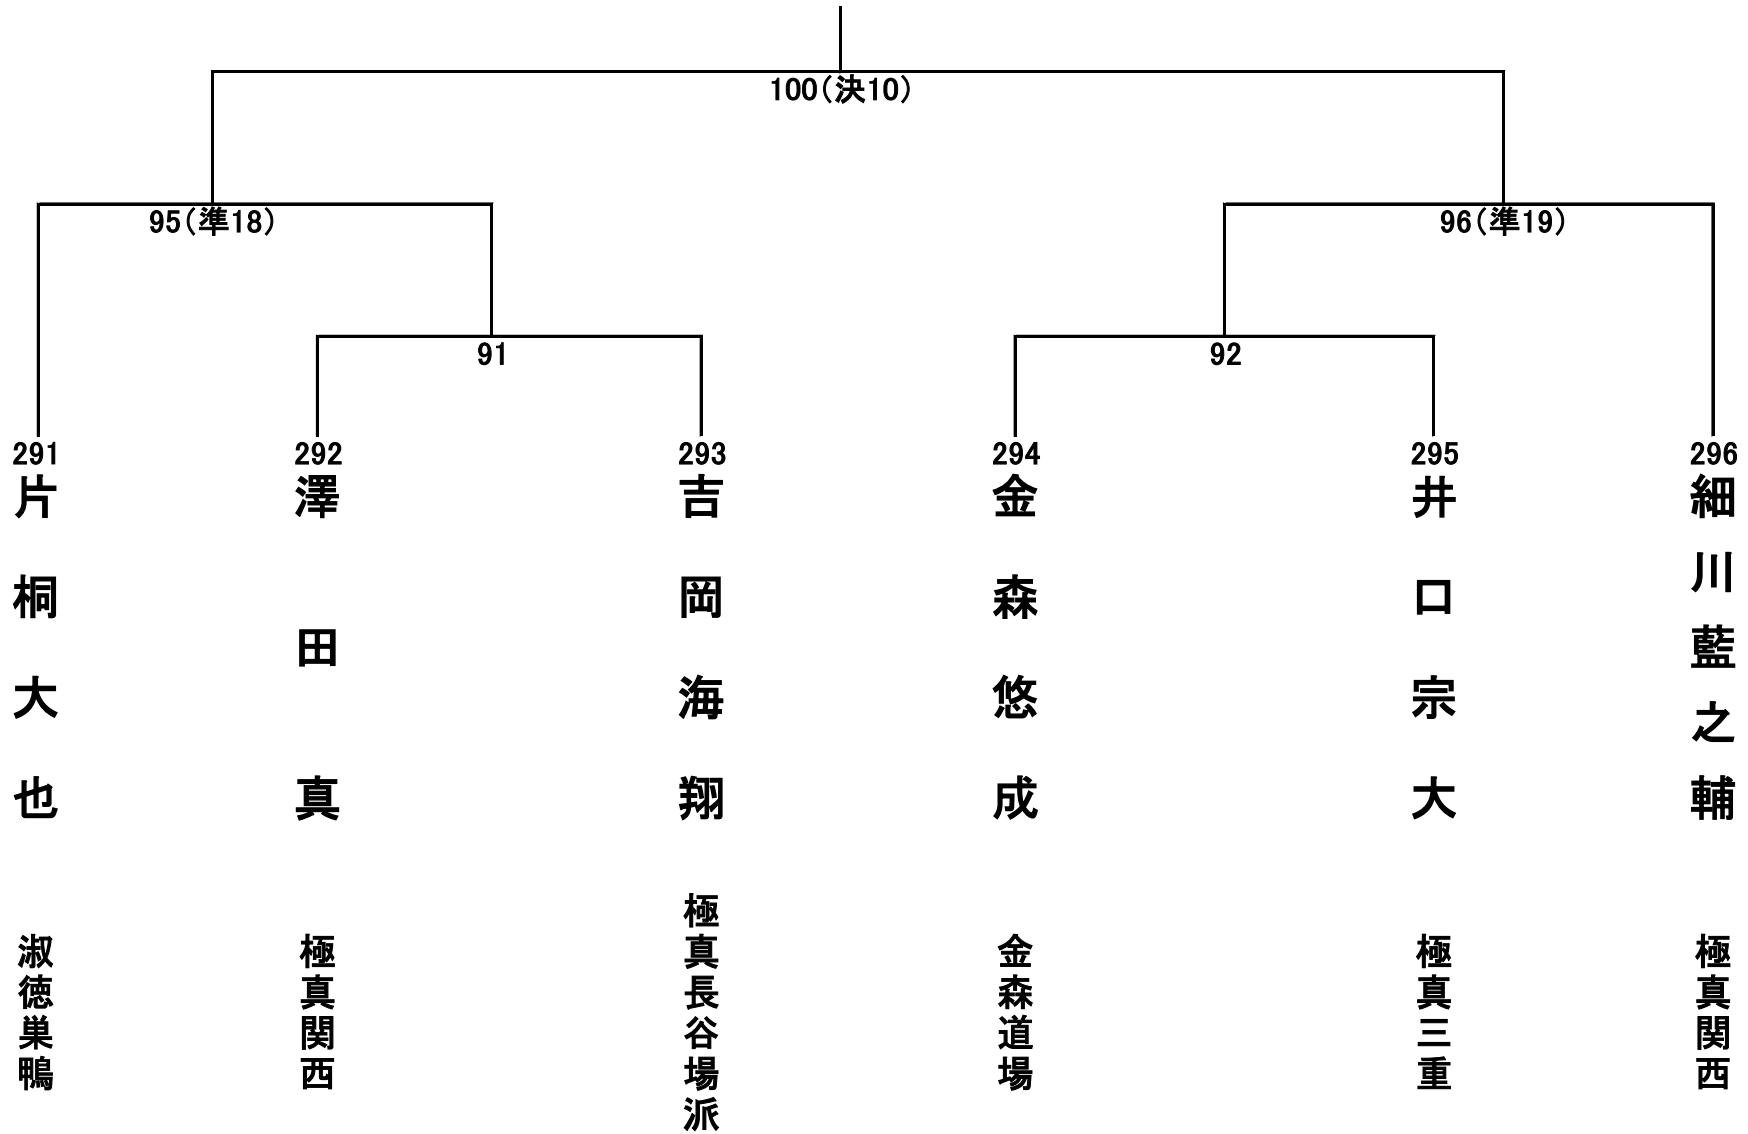 100(決10)
95(準18)
96(準19)
91
92
291
292
293
294
295
296
片桐大也
澤田真
吉岡海翔
金森悠成
井口宗大
細川藍之輔
淑徳巣鴨
極真関西
極真長谷場派
金森道場
極真三重
極真関西